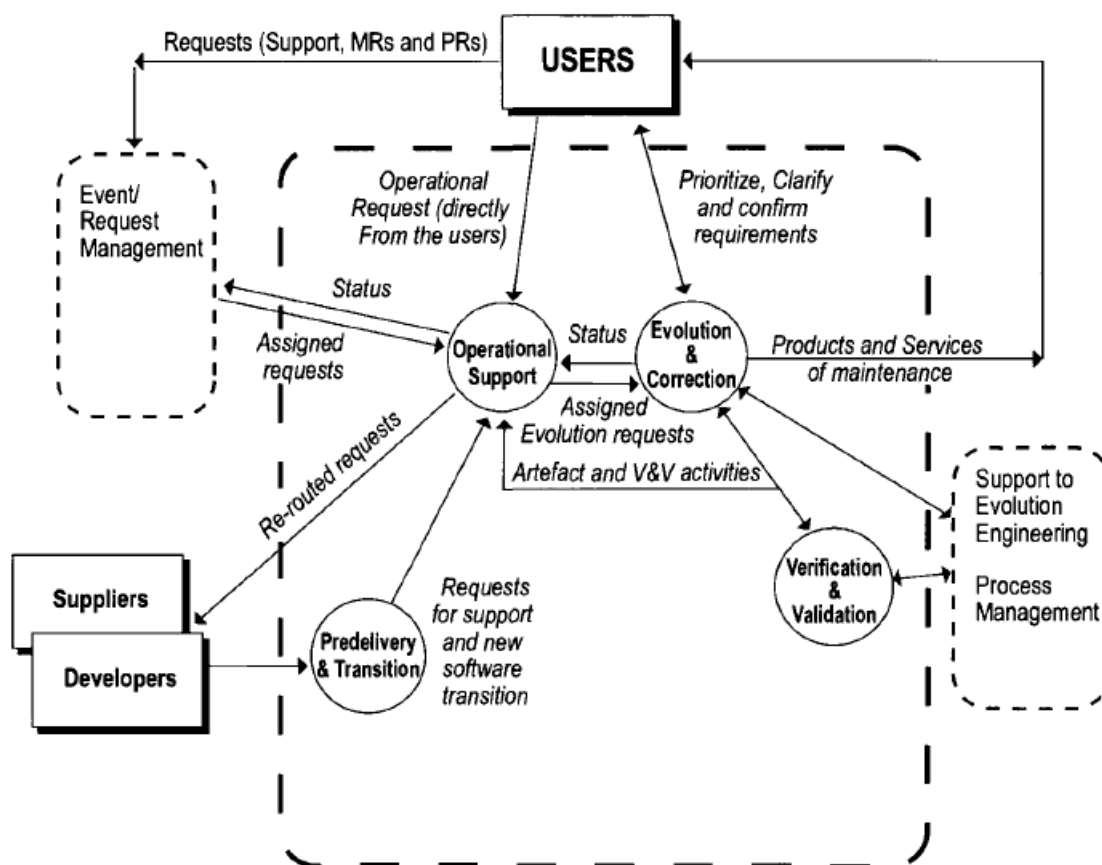 Requests (Support, MRs and PRs)
USERS
Event/
Request
Management
Operational
Request (directly
From the users)
Prioritize, Clarify
and confirm
requirements
Status
Assigned
requests
Operational
Support
Status
Evolution
&
Correction
Products and Services
of maintenance
Assigned
Evolution requests
Artefact and V&V activities
Re-routed requests
Support to
Evolution
Engineering
Process
Management
Verification
&
Validation
Suppliers
Developers
Predelivery
& Transition
Requests
for support
and new
software
transition